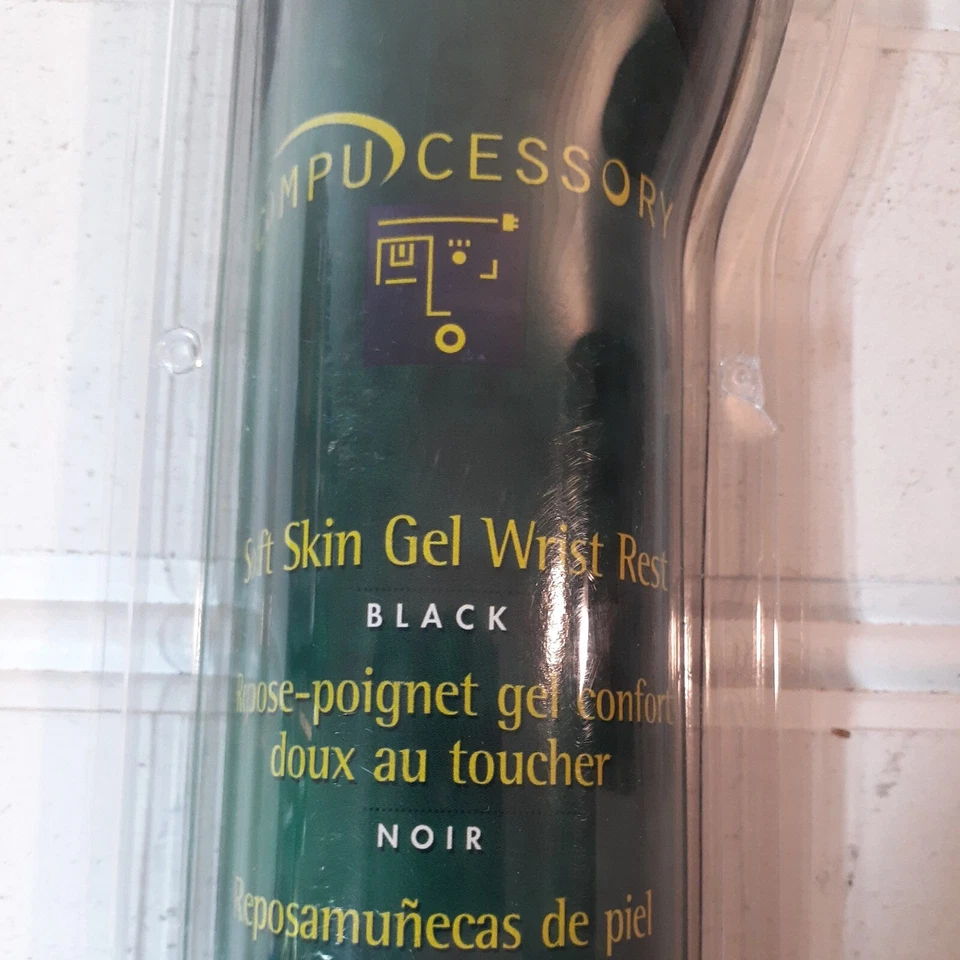 COMPUCESSORY
Soft Skin Gel Wrist Rest
BLACK
Repose-poignet gel confort
doux au toucher
NOIR
Reposamuñecas de piel